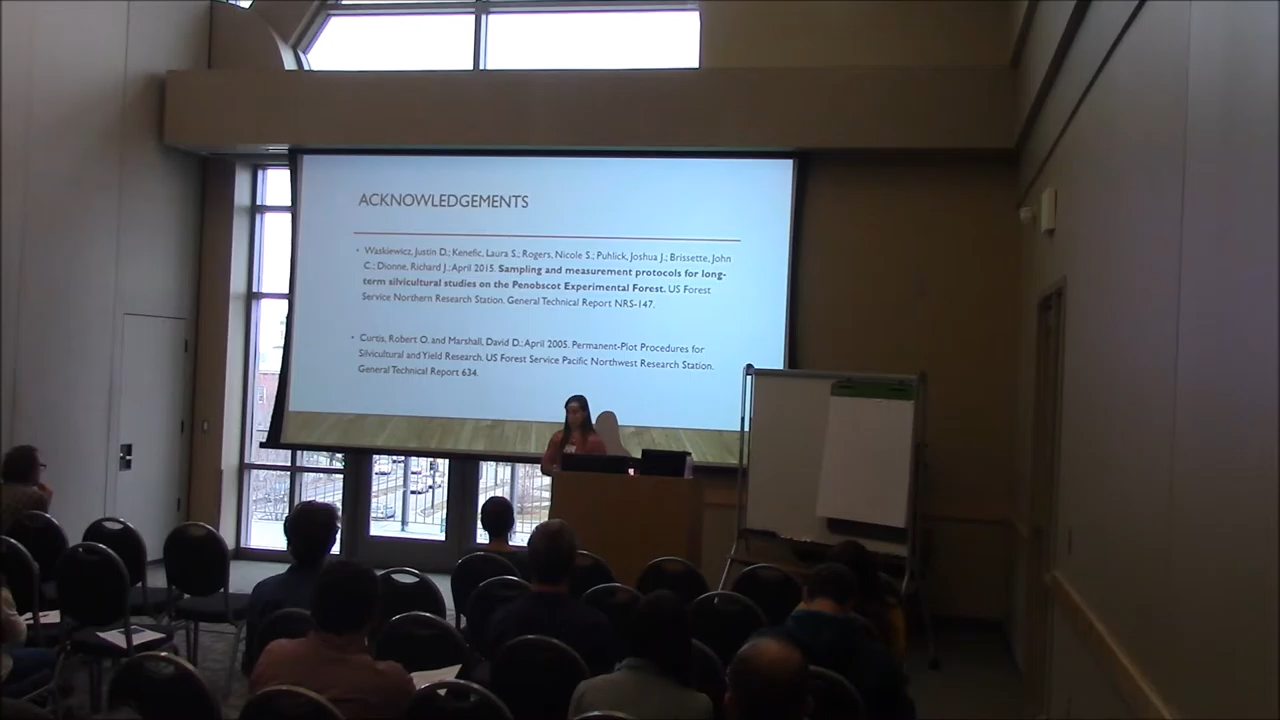 ACKNOWLEDGEMENTS
• Waskiewicz, Justin D.; Kenefic, Laura S.; Rogers, Nicole S.; Puhlick, Joshua J.; Brissette, John
C.; Dionne, Richard J.; April 2015. Sampling and measurement protocols for long-
term silvicultural studies on the Penobscot Experimental Forest. US Forest
Service Northern Research Station. General Technical Report NRS-147.
• Curtis, Robert O. and Marshall, David D.; April 2005. Permanent-Plot Procedures for
Silvicultural and Yield Research. US Forest Service Pacific Northwest Research Station.
General Technical Report 634.